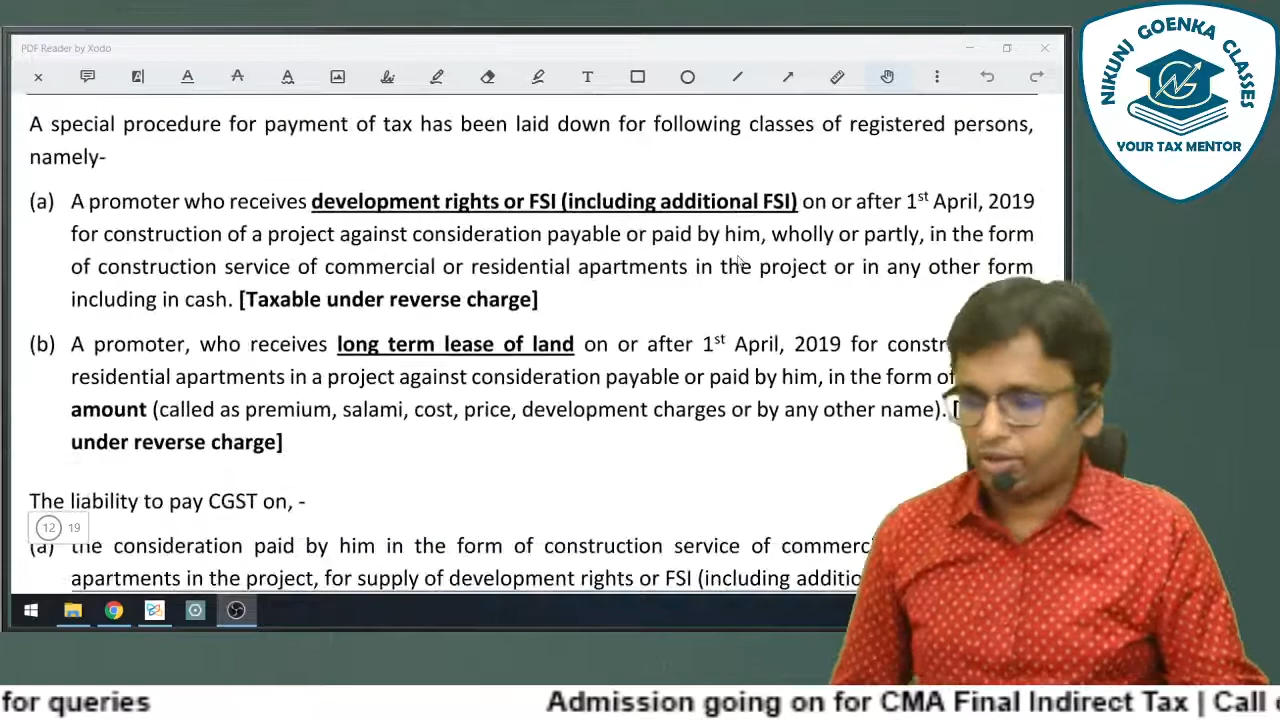 PDF Reader by Xodo
NIKUNJ GOENKA CLASSES
YOUR TAX MENTOR
A special procedure for payment of tax has been laid down for following classes of registered persons,
namely-
(a) A promoter who receives development rights or FSI (including additional FSI) on or after 1st April, 2019
for construction of a project against consideration payable or paid by him, wholly or partly, in the form
of construction service of commercial or residential apartments in the project or in any other form
including in cash. [Taxable under reverse charge]
(b) A promoter, who receives long term lease of land on or after 1st April, 2019 for
residential apartments in a project against consideration payable or paid by him, in the form of
amount (called as premium, salami, cost, price, development charges or by any other name). [
under reverse charge]
The liability to pay CGST on, -
12 19
(a) the consideration paid by him in the form of construction service of
apartments in the project, for supply of development rights or FSI (including
for queries Admission going on for CMA Final Indirect Tax | Call